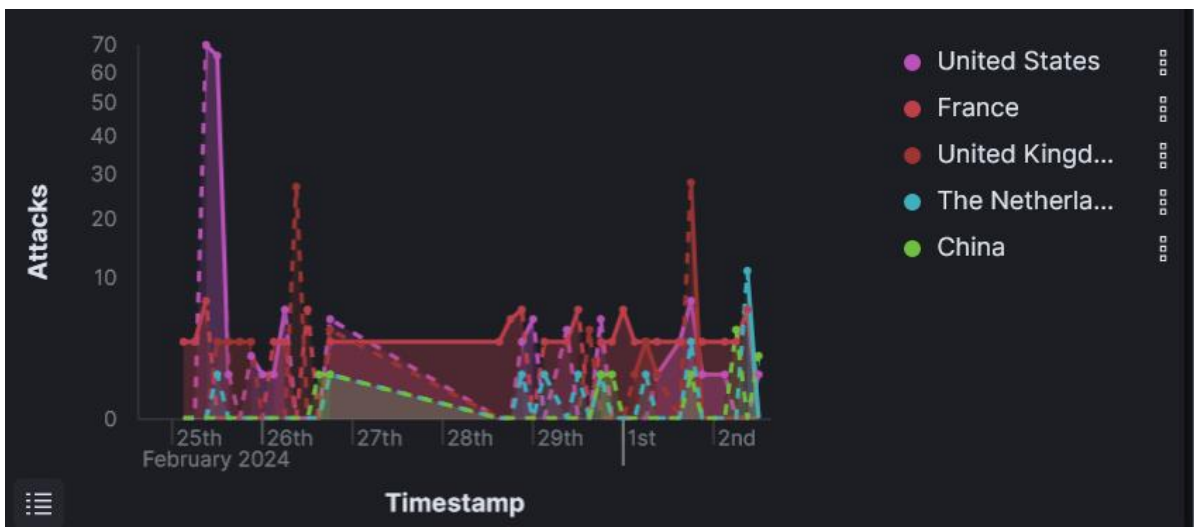 Attacks
70
60
50
40
30
20
10
0
25th 26th 27th 28th 29th 1st 2nd
February 2024
Timestamp
United States
France
United Kingd...
The Netherla...
China